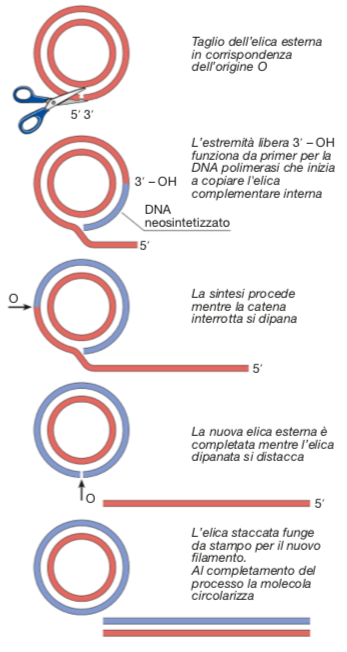 Taglio dell'elica esterna
in corrispondenza
dell'origine O
5′ 3′
L'estremità libera 3′ – OH
funziona da primer per la
DNA polimerasi che inizia
a copiare l'elica
complementare interna
3′ – OH
DNA
neosintetizzato
5′
O
La sintesi procede
mentre la catena
interrotta si dipana
5′
La nuova elica esterna è
completata mentre l'elica
dipanata si distacca
O
5′
L'elica staccata funge
da stampo per il nuovo
filamento.
Al completamento del
processo la molecola
circolarizza